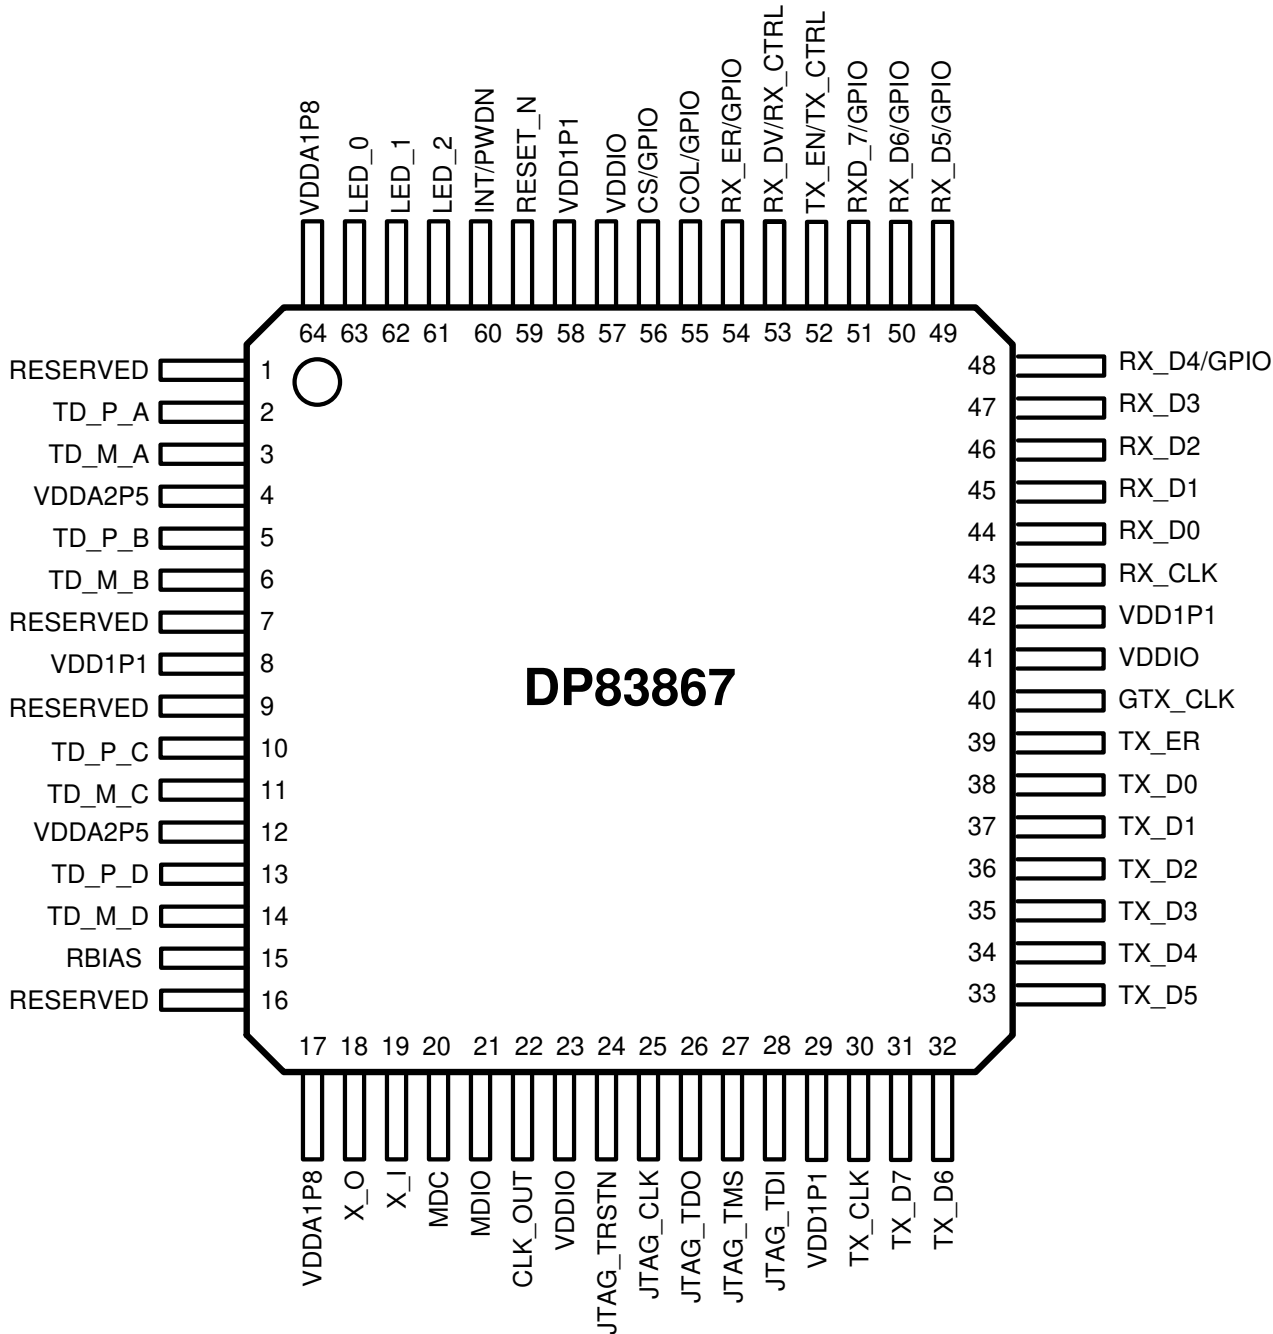 VDDA1P8
LED_0
LED_1
LED_2
INT/PWDN
RESET_N
VDD1P1
VDDIO
CS/GPIO
COL/GPIO
RX_ER/GPIO
RX_DV/RX_CTRL
TX_EN/TX_CTRL
RXD_7/GPIO
RX_D6/GPIO
RX_D5/GPIO
64 63 62 61 60 59 58 57 56 55 54 53 52 51 50 49
RESERVED 1
TD_P_A 2
TD_M_A 3
VDDA2P5 4
TD_P_B 5
TD_M_B 6
RESERVED 7
VDD1P1 8
RESERVED 9
TD_P_C 10
TD_M_C 11
VDDA2P5 12
TD_P_D 13
TD_M_D 14
RBIAS 15
RESERVED 16
DP83867
48 RX_D4/GPIO
47 RX_D3
46 RX_D2
45 RX_D1
44 RX_D0
43 RX_CLK
42 VDD1P1
41 VDDIO
40 GTX_CLK
39 TX_ER
38 TX_D0
37 TX_D1
36 TX_D2
35 TX_D3
34 TX_D4
33 TX_D5
17 18 19 20 21 22 23 24 25 26 27 28 29 30 31 32
VDDA1P8
X_O
X_I
MDC
MDIO
CLK_OUT
VDDIO
JTAG_TRSTN
JTAG_CLK
JTAG_TDO
JTAG_TMS
JTAG_TDI
VDD1P1
TX_CLK
TX_D7
TX_D6